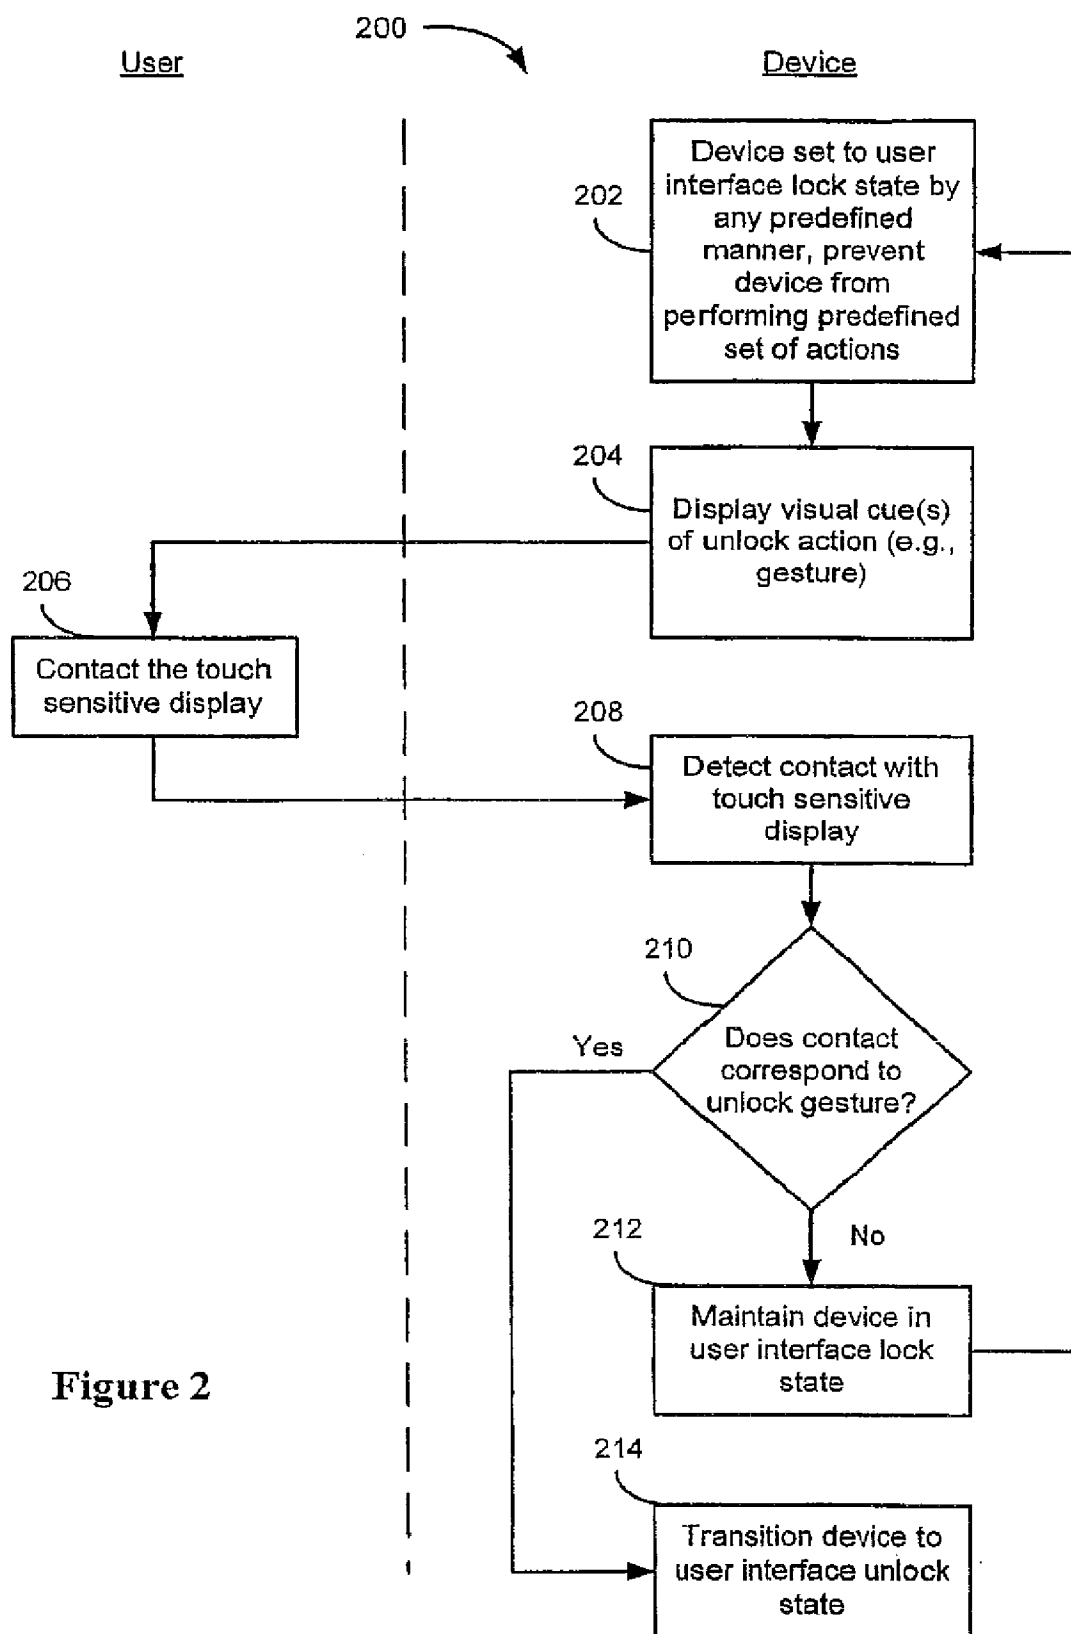 200
User
Device
202
Device set to user
interface lock state by
any predefined
manner, prevent
device from
performing predefined
set of actions
204
Display visual cue(s)
of unlock action (e.g.,
gesture)
206
Contact the touch
sensitive display
208
Detect contact with
touch sensitive
display
210
Does contact
correspond to
unlock gesture?
Yes
No
212
Maintain device in
user interface lock
state
Figure 2
214
Transition device to
user interface unlock
state